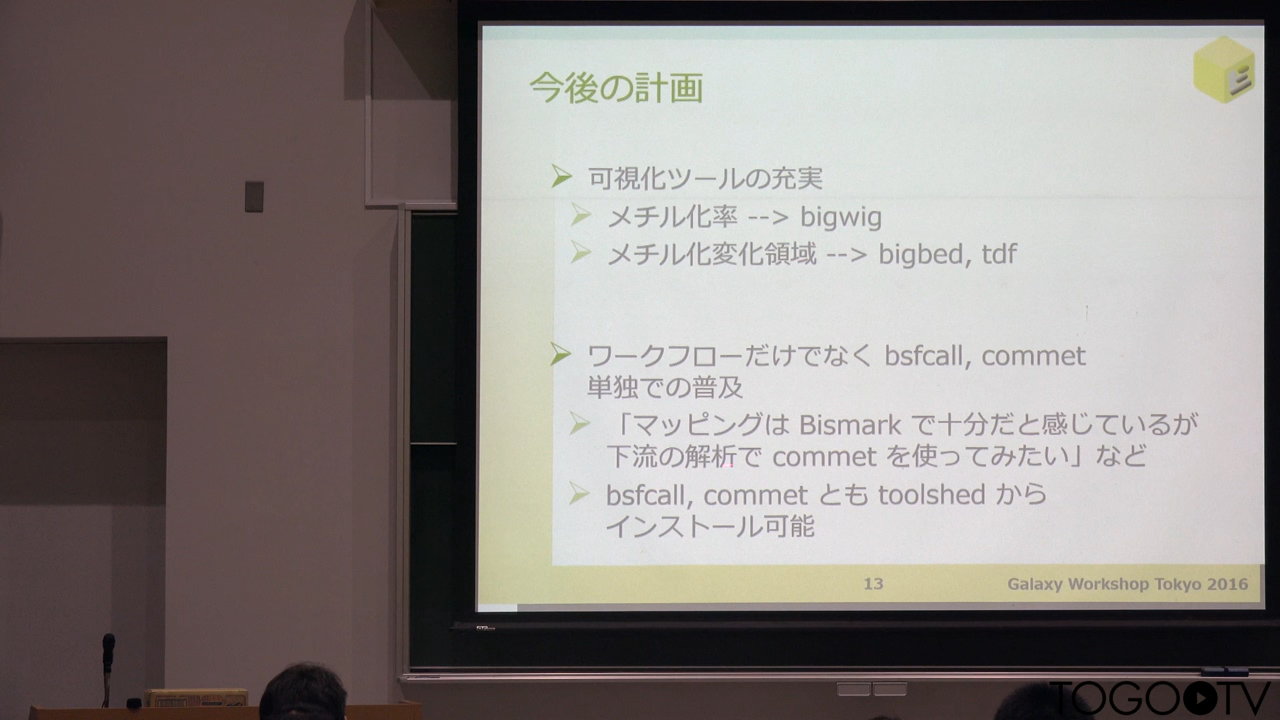 今後の計画
可視化ツールの充実
メチル化率 --> bigwig
メチル化変化領域 --> bigbed, tdf
ワークフローだけでなく bsfcall, commet
単独での普及
「マッピングは Bismark で十分だと感じているが
下流の解析で commet を使ってみたい」など
bsfcall, commet とも toolshed から
インストール可能
13 Galaxy Workshop Tokyo 2016
TOGO TV